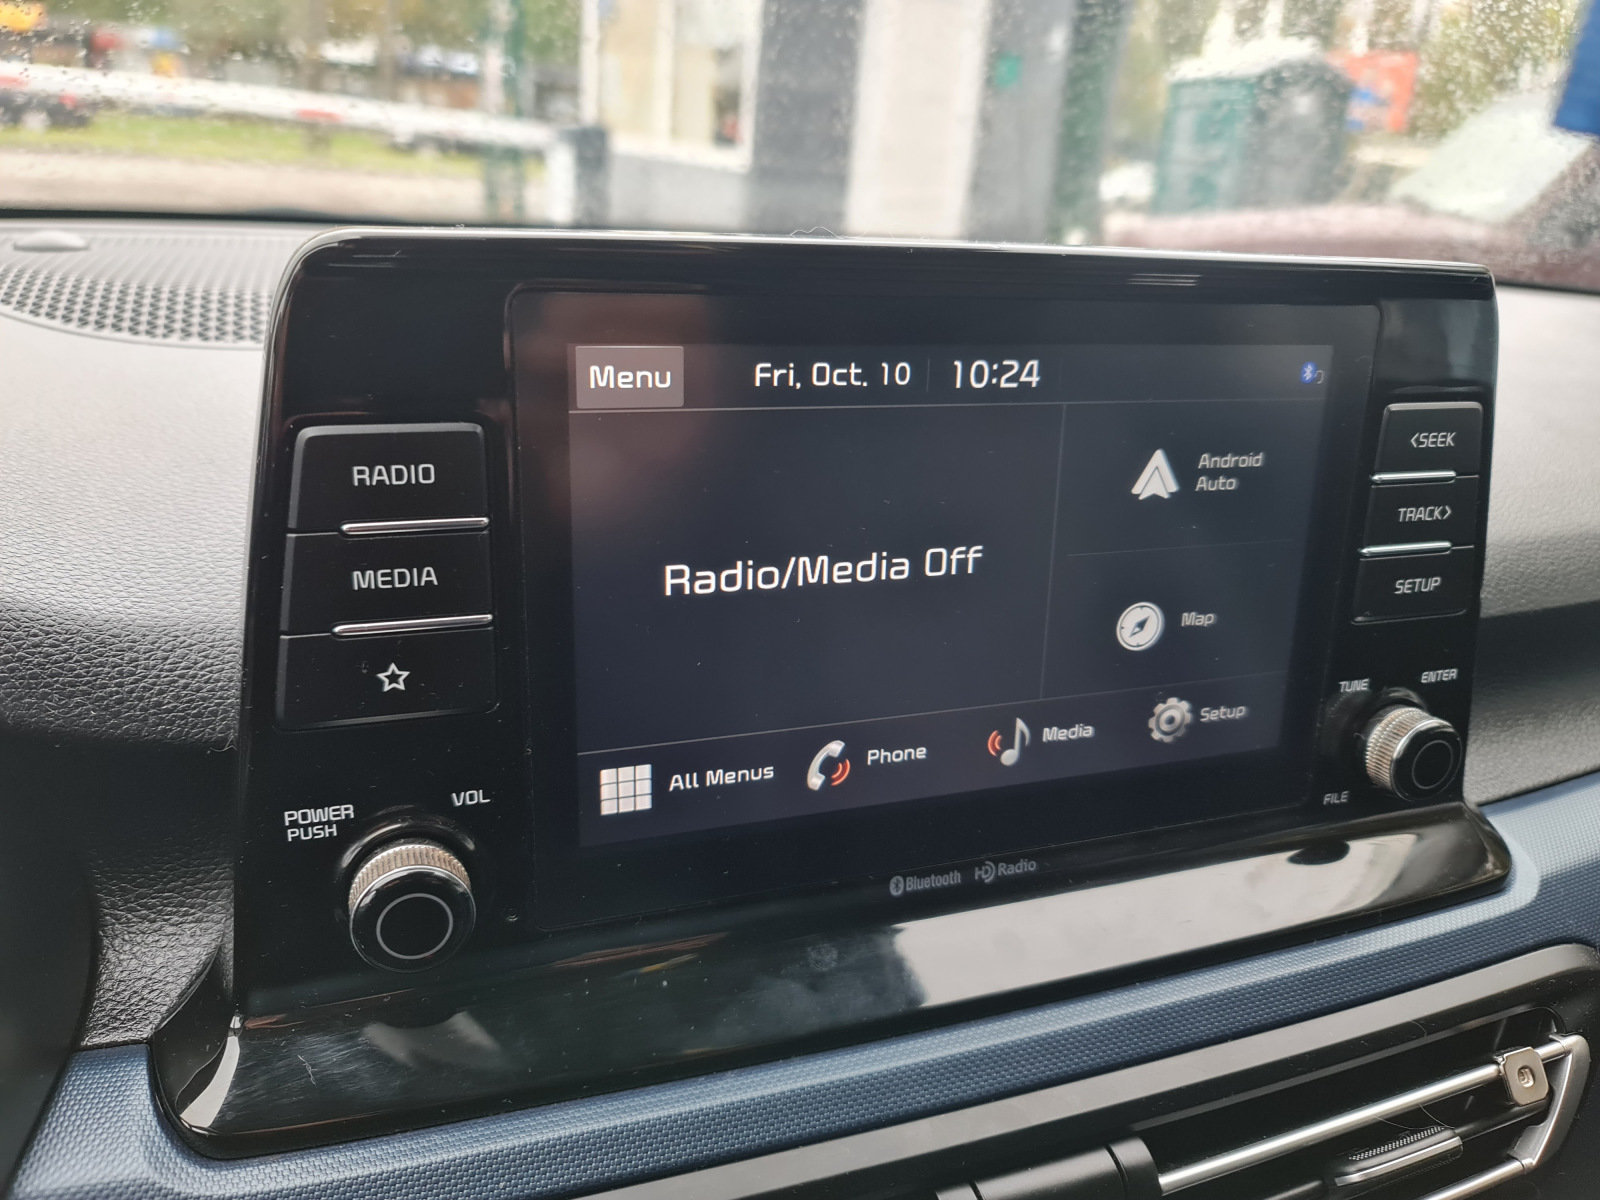 Menu
Fri, Oct. 10
10:24
RADIO
MEDIA
POWER
PUSH
VOL
Radio/Media Off
Android
Auto
Map
All Menus
Phone
Media
Setup
<SEEK
TRACK>
SETUP
TUNE
ENTER
FILE
Bluetooth
HD Radio